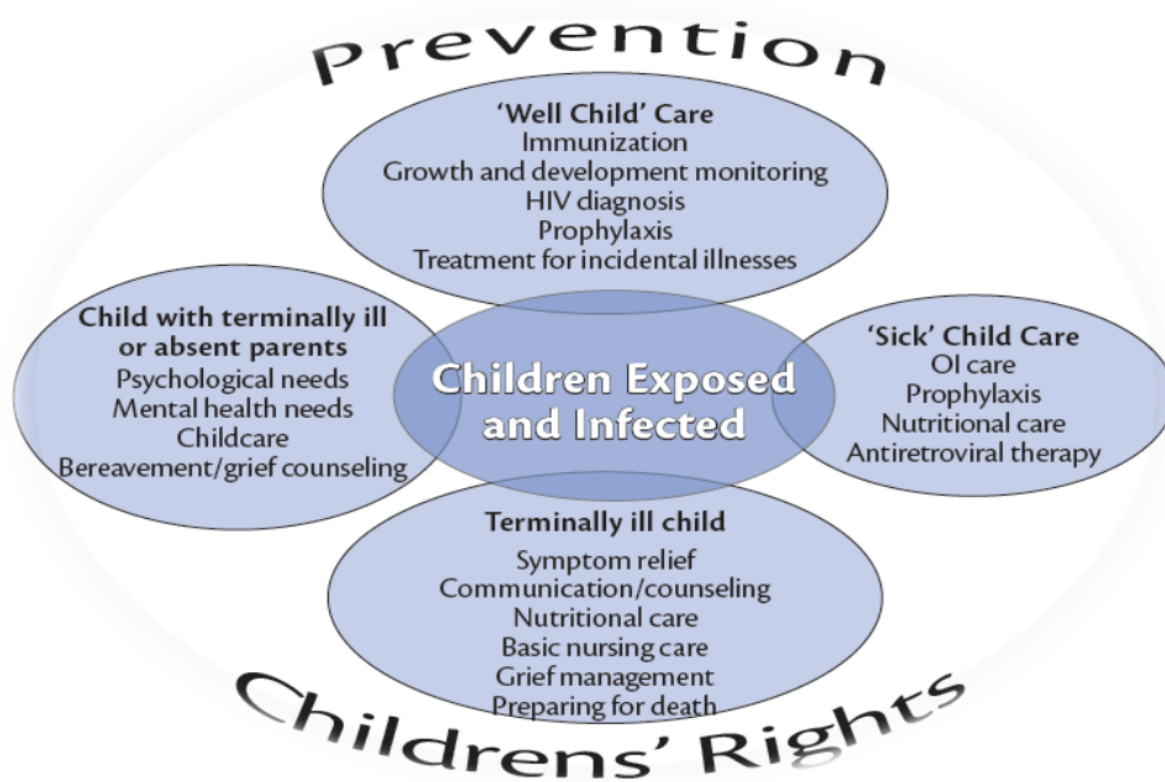 Prevention
‘Well Child’ Care
Immunization
Growth and development monitoring
HIV diagnosis
Prophylaxis
Treatment for incidental illnesses
Child with terminally ill
or absent parents
Psychological needs
Mental health needs
Childcare
Bereavement/grief counseling
Children Exposed
and Infected
‘Sick’ Child Care
OI care
Prophylaxis
Nutritional care
Antiretroviral therapy
Terminally ill child
Symptom relief
Communication/counseling
Nutritional care
Basic nursing care
Grief management
Preparing for death
Childrens’ Rights